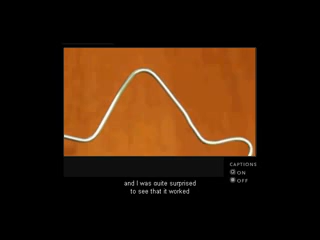 CAPTIONS
ON
OFF
and I was quite surprised
to see that it worked